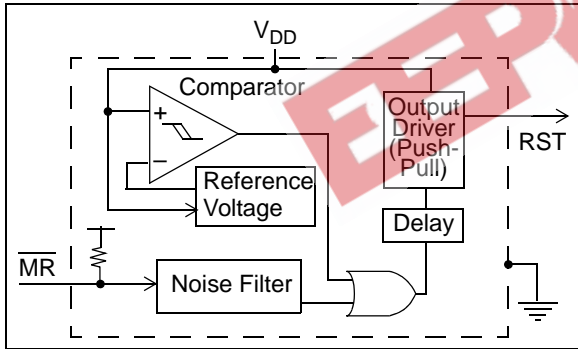 VDD
Comparator
+
−
Output
Driver
(Push-
Pull)
RST
Reference
Voltage
Delay
MR
Noise Filter